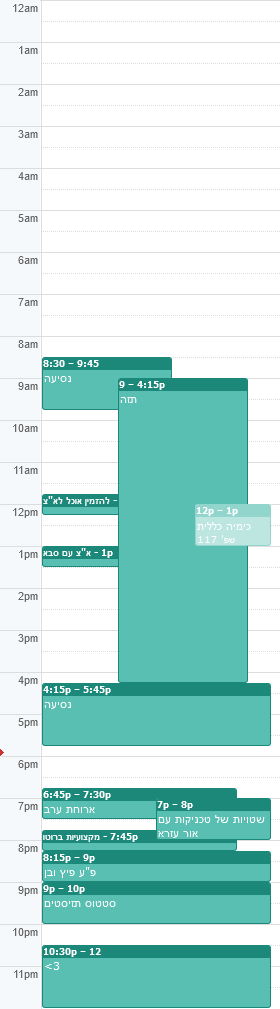 12am
1am
2am
3am
4am
5am
6am
7am
8am
8:30 – 9:45
נסיעה
9am
9 – 4:15p
תזה
10am
11am
להזמין אוכל לא"צ -
12pm
12p – 1p
כימיה כללית
שפ' 117
1pm
1p - א"צ עם סבא
2pm
3pm
4pm
4:15p – 5:45p
נסיעה
5pm
6pm
6:45p – 7:30p
ארוחת ערב
7pm
7p – 8p
שטויות של טכניקות עם
אור עזרא
7:45p - מקצועיות ברוטו
8pm
8:15p – 9p
פ"ע פיץ ובן
9pm
9p – 10p
סטטוס תזיסטים
10pm
10:30p – 12
<3
11pm